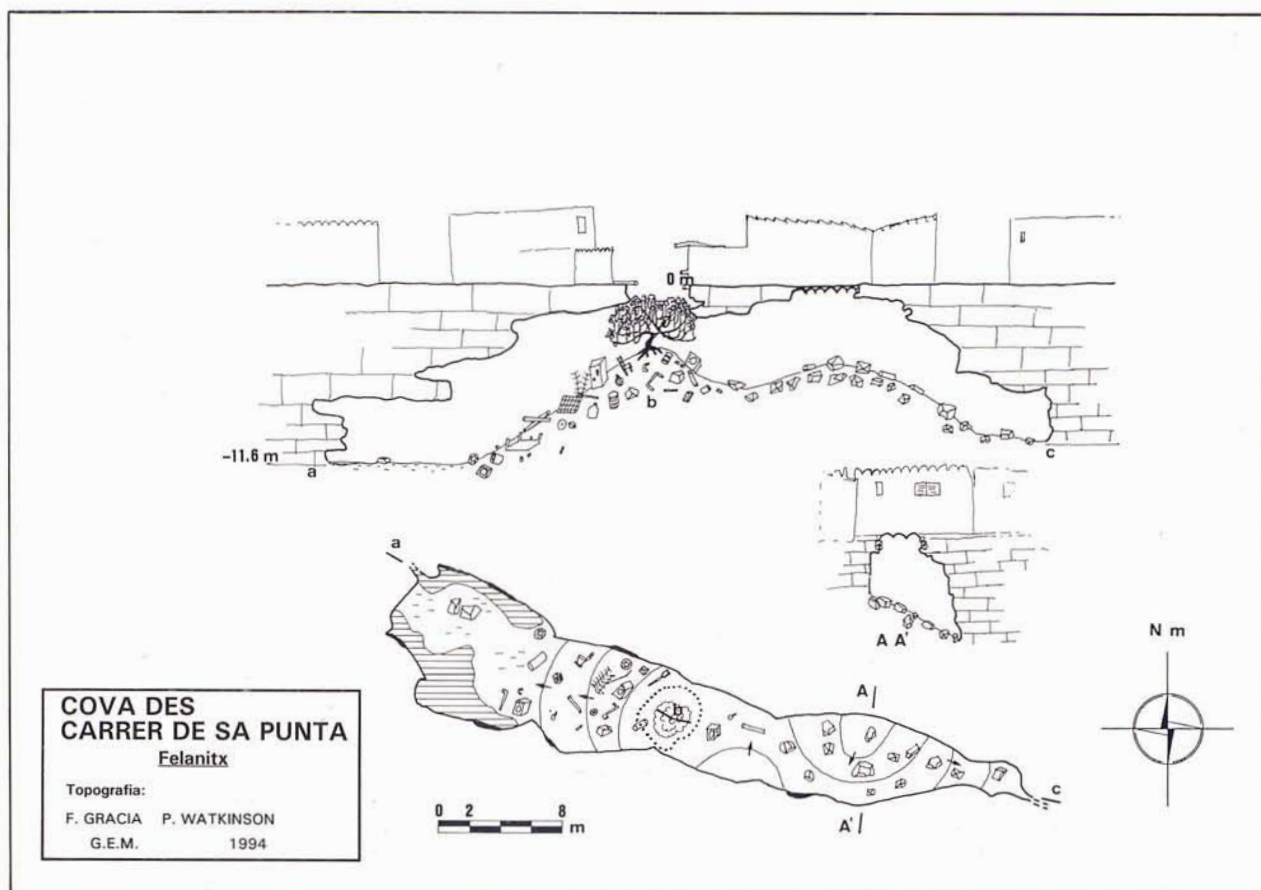 0 m
b
-11.6 m
a
c
A A'
a
b
A
c
A'
N m
COVA DES
CARRER DE SA PUNTA
Felanitx
Topografia:
F. GRACIA P. WATKINSON
G.E.M. 1994
0 2 8
m